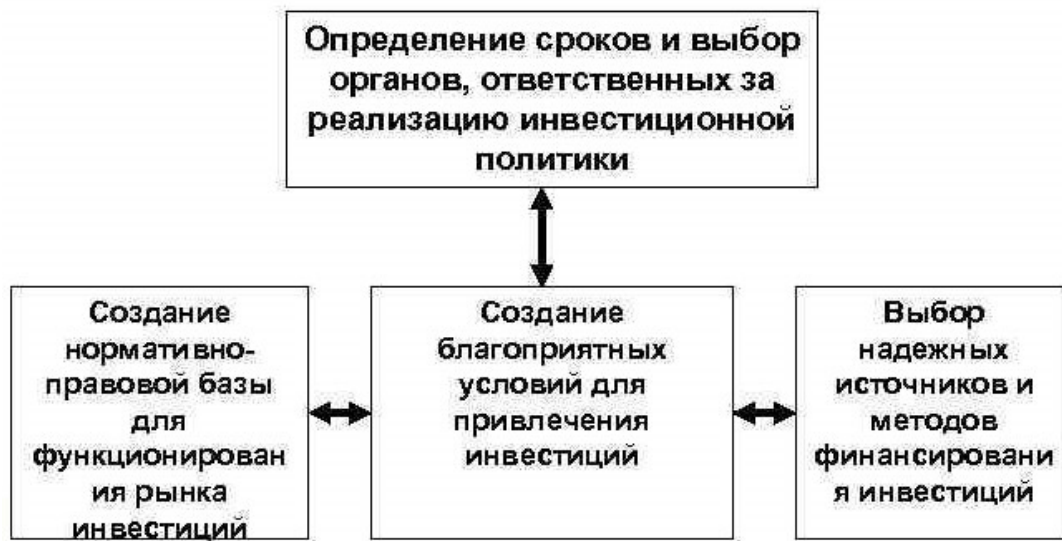 Определение сроков и выбор
органов, ответственных за
реализацию инвестиционной
политики
Создание
нормативно-
правовой базы
для
функционирован
ия рынка
инвестиций
Создание
благоприятных
условий для
привлечения
инвестиций
Выбор
надежных
источников и
методов
финансировани
я инвестиций